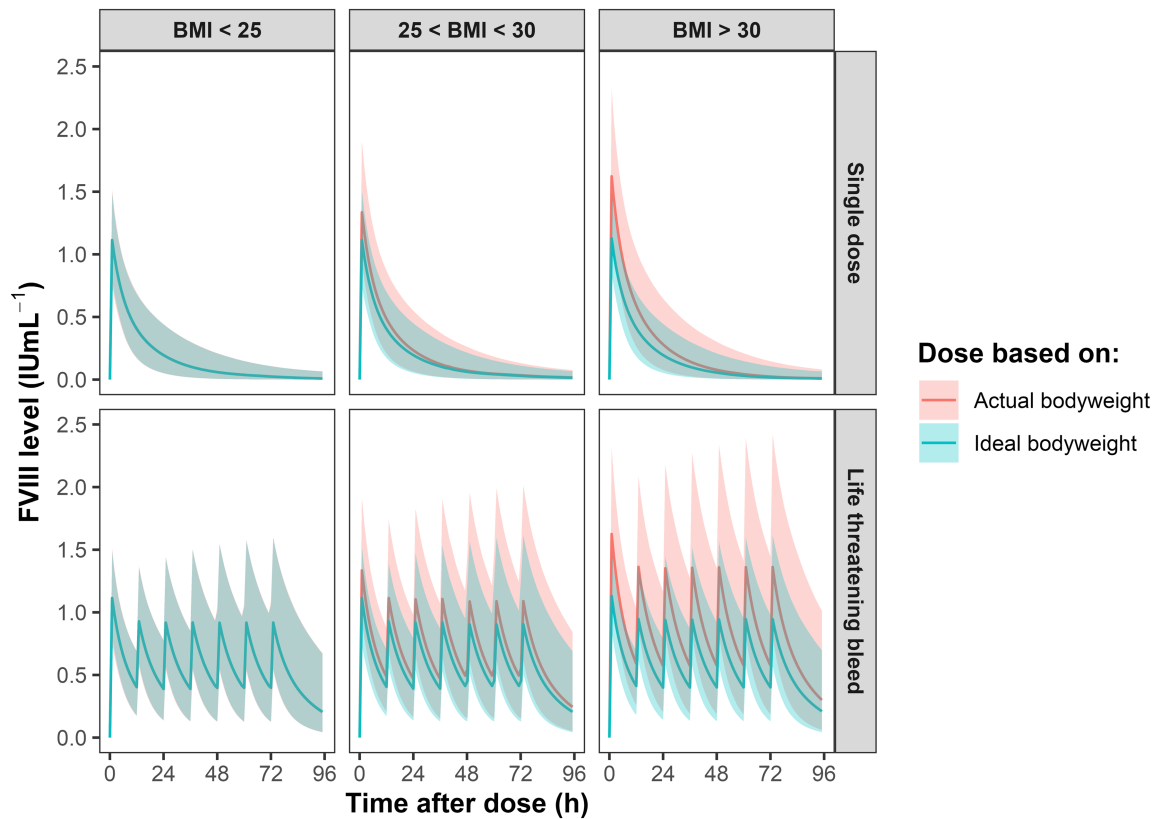 BMI < 25
25 < BMI < 30
BMI > 30
FVIII level (IUmL⁻¹)
2.5
2.0
1.5
1.0
0.5
0.0
Single dose
2.5
2.0
1.5
1.0
0.5
0.0
Life threatening bleed
0 24 48 72 96
0 24 48 72 96
0 24 48 72 96
Time after dose (h)
Dose based on:
Actual bodyweight
Ideal bodyweight